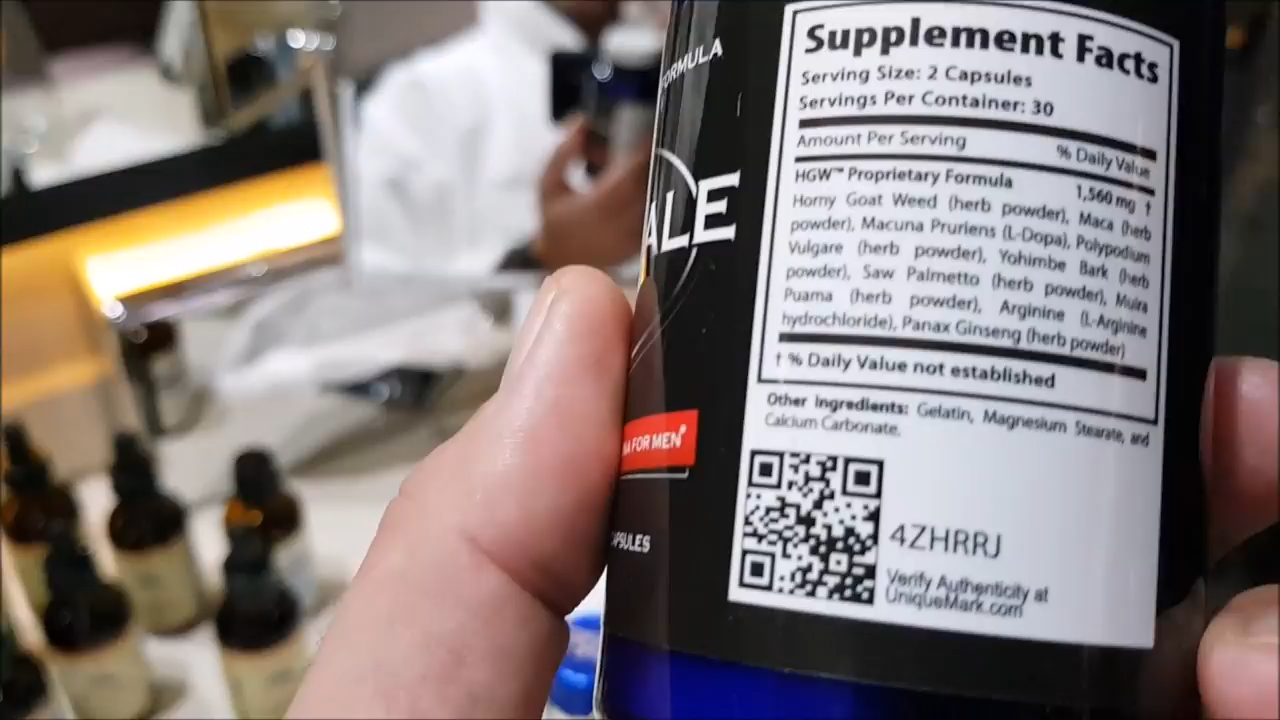 FORMULA
ALE
FOR MEN®
Supplement Facts
Serving Size: 2 Capsules
Servings Per Container: 30
Amount Per Serving
% Daily Value
HGW™ Proprietary Formula 1,560 mg †
Horny Goat Weed (herb powder), Maca (herb
powder), Macuna Pruriens (L-Dopa), Polypodium
Vulgare (herb powder), Yohimbe Bark (herb
powder), Saw Palmetto (herb powder), Muira
Puama (herb powder), Arginine (L-Arginine
hydrochloride), Panax Ginseng (herb powder)
† % Daily Value not established
Other Ingredients: Gelatin, Magnesium Stearate, and
Calcium Carbonate.
4ZHRRJ
Verify Authenticity at
UniqueMark.com